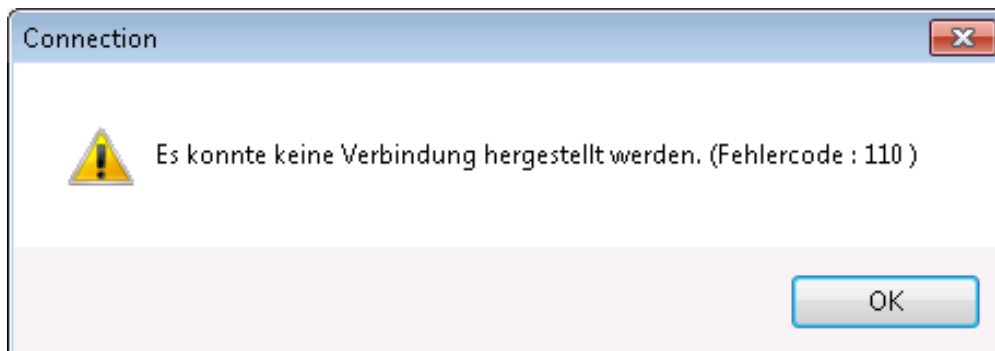 Connection
Es konnte keine Verbindung hergestellt werden. (Fehlercode : 110 )
OK